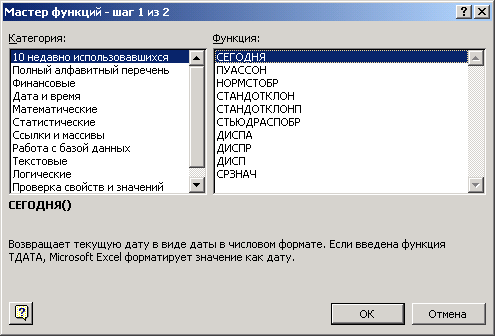 Мастер функций - шаг 1 из 2
Категория:
Функция:
10 недавно использовавшихся
Полный алфавитный перечень
Финансовые
Дата и время
Математические
Статистические
Ссылки и массивы
Работа с базой данных
Текстовые
Логические
Проверка свойств и значений
СЕГОДНЯ
ПУАССОН
НОРМСТОБР
СТАНДОТКЛОН
СТАНДОТКЛОНП
СТЬЮДРАСПОБР
ДИСПА
ДИСПР
ДИСП
СРЗНАЧ
СЕГОДНЯ()
Возвращает текущую дату в виде даты в числовом формате. Если введена функция
ТДАТА, Microsoft Excel форматирует значение как дату.
ОК
Отмена